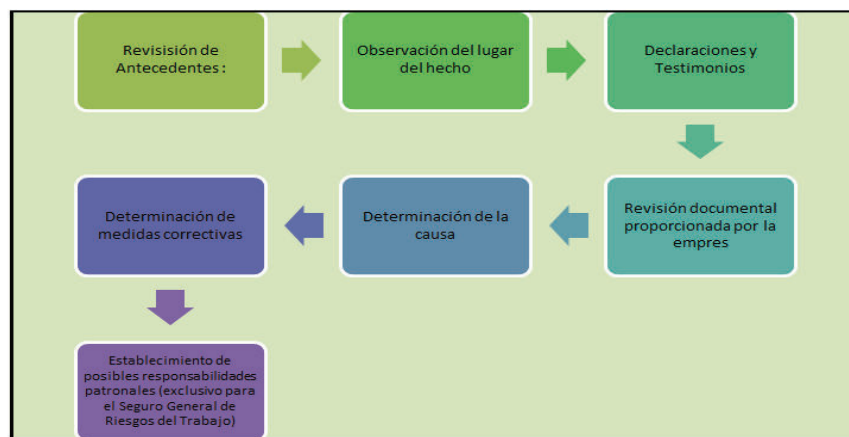 Revisisión de
Antecedentes :
Observación del lugar
del hecho
Declaraciones y
Testimonios
Revisión documental
proporcionada por la
empres
Determinación de la
causa
Determinación de
medidas correctivas
Establecimiento de
posibles responsabilidades
patronales (exclusivo para
el Seguro General de
Riesgos del Trabajo)